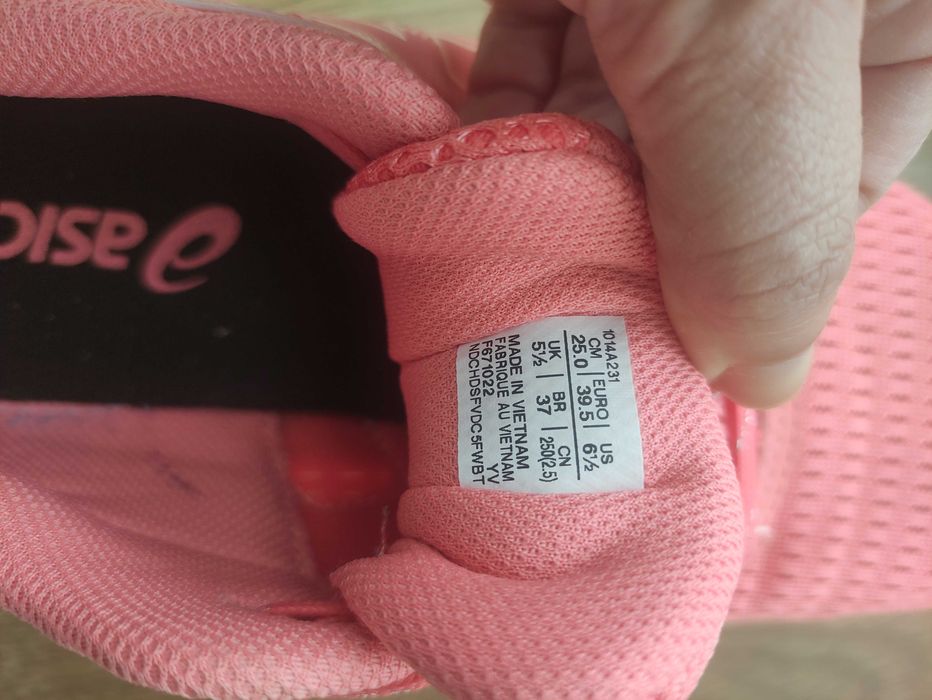 asic
1014A231
CM | EURO | US
25.0 | 39.5 | 6½
UK | BR | CN
5½ | 37 | 250(2.5)
MADE IN VIETNAM
FABRIQUE AU VIETNAM
F671022 YV
NDCHDSFVDC5FWBT